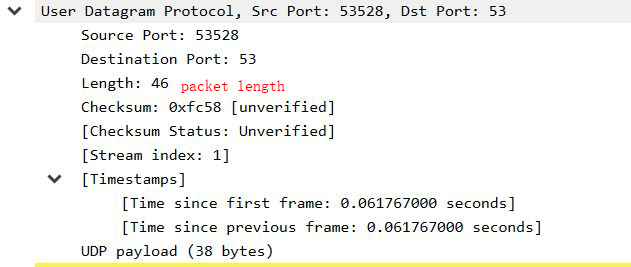 User Datagram Protocol, Src Port: 53528, Dst Port: 53
Source Port: 53528
Destination Port: 53
Length: 46 packet length
Checksum: 0xfc58 [unverified]
[Checksum Status: Unverified]
[Stream index: 1]
[Timestamps]
[Time since first frame: 0.061767000 seconds]
[Time since previous frame: 0.061767000 seconds]
UDP payload (38 bytes)